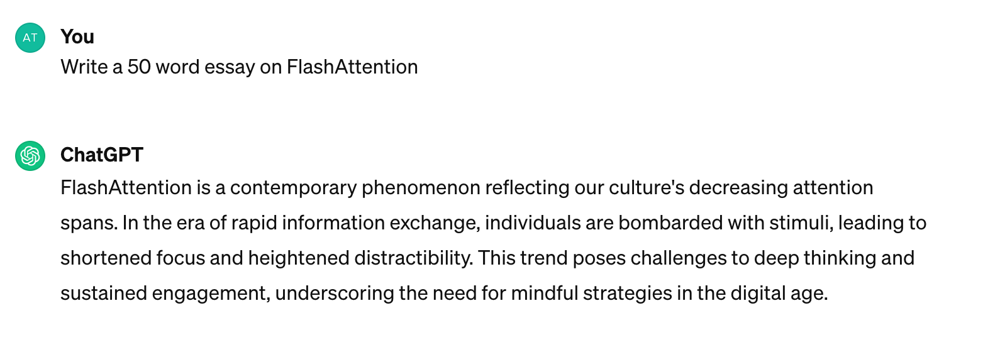 AT
You
Write a 50 word essay on FlashAttention
ChatGPT
FlashAttention is a contemporary phenomenon reflecting our culture's decreasing attention
spans. In the era of rapid information exchange, individuals are bombarded with stimuli, leading to
shortened focus and heightened distractibility. This trend poses challenges to deep thinking and
sustained engagement, underscoring the need for mindful strategies in the digital age.